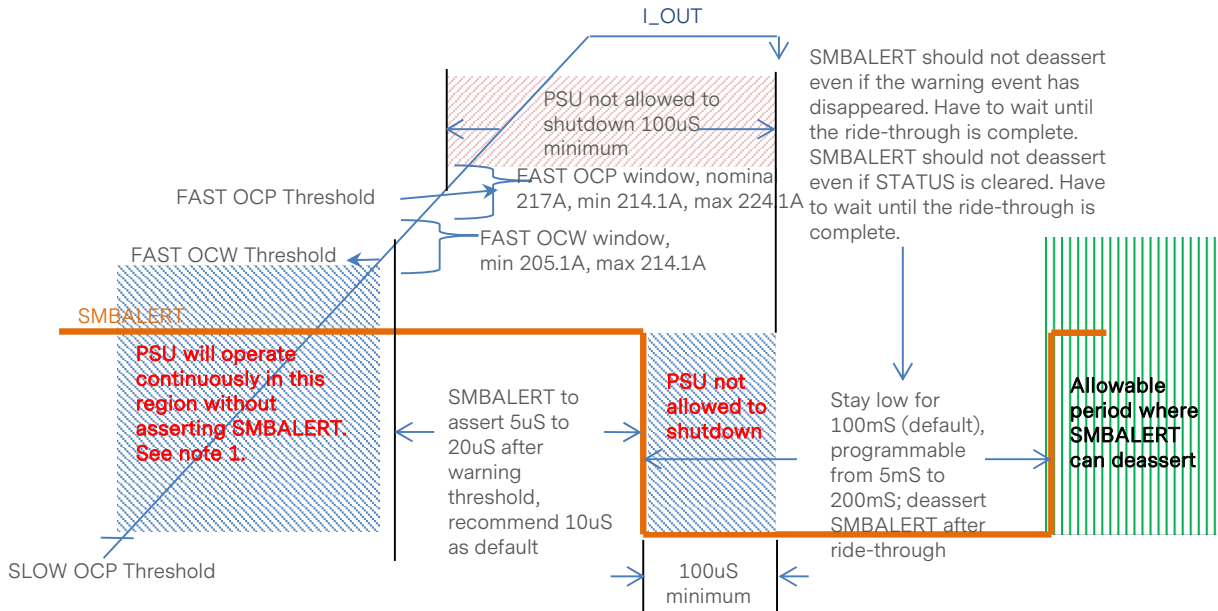 I_OUT
SMBALERT should not deassert
even if the warning event has
disappeared. Have to wait until
the ride-through is complete.
SMBALERT should not deassert
even if STATUS is cleared. Have
to wait until the ride-through is
complete.
PSU not allowed to
shutdown 100uS
minimum
FAST OCP Threshold
FAST OCP window, nomina
217A, min 214.1A, max 224.1A
FAST OCW Threshold
FAST OCW window,
min 205.1A, max 214.1A
SMBALERT
PSU will operate
continuously in this
region without
asserting SMBALERT.
See note 1.
SMBALERT to
assert 5uS to
20uS after
warning
threshold,
recommend 10uS
as default
PSU not
allowed to
shutdown
Stay low for
100mS (default),
programmable
from 5mS to
200mS; deassert
SMBALERT after
ride-through
Allowable
period where
SMBALERT
can deassert
SLOW OCP Threshold
100uS
minimum